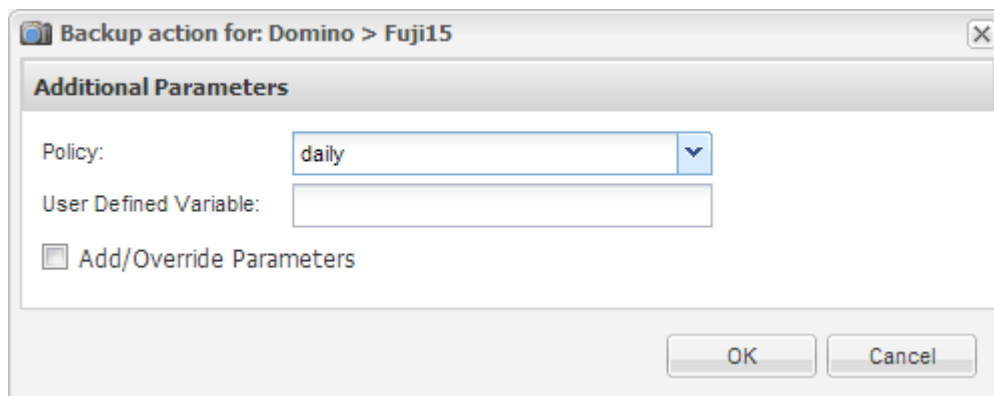 Backup action for: Domino > Fuji15
Additional Parameters
Policy: daily
User Defined Variable:
Add/Override Parameters
OK Cancel